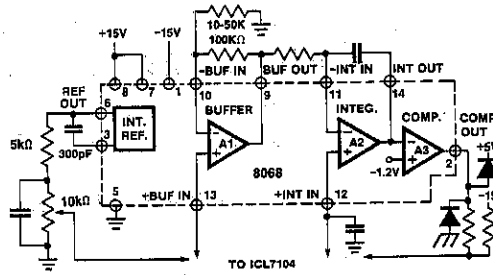 +15V
-15V
10-50K
100KΩ
-BUF IN
BUF OUT
-INT IN
INT OUT
8
7
1
10
9
11
14
REF OUT
6
3
INT. REF.
BUFFER
A1
INTEG.
A2
COMP.
A3
COMP OUT
2
+5V
5kΩ
300pF
-1.2V
8068
10kΩ
5
+BUF IN
13
+INT IN
12
TO ICL7104